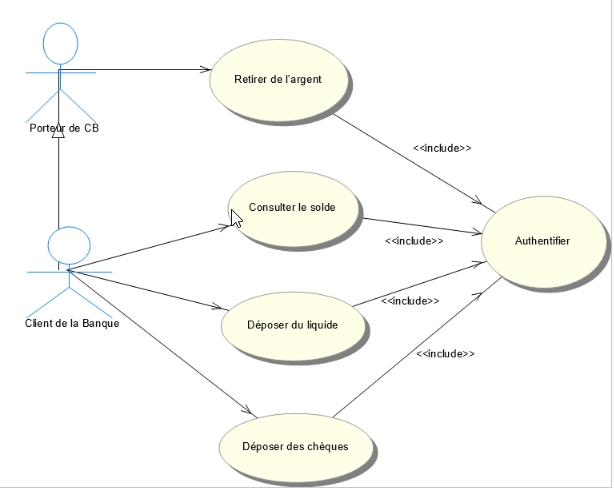 Retirer de l'argent
Porteur de CB
<<include>>
Consulter le solde
<<include>>
Authentifier
Déposer du liquide
<<include>>
Client de la Banque
<<include>>
Déposer des chèques